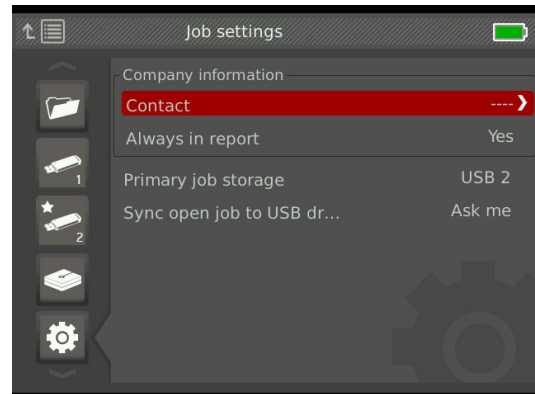 Job settings
Company information
Contact ----
Always in report Yes
1
Primary job storage USB 2
Sync open job to USB dr... Ask me
2